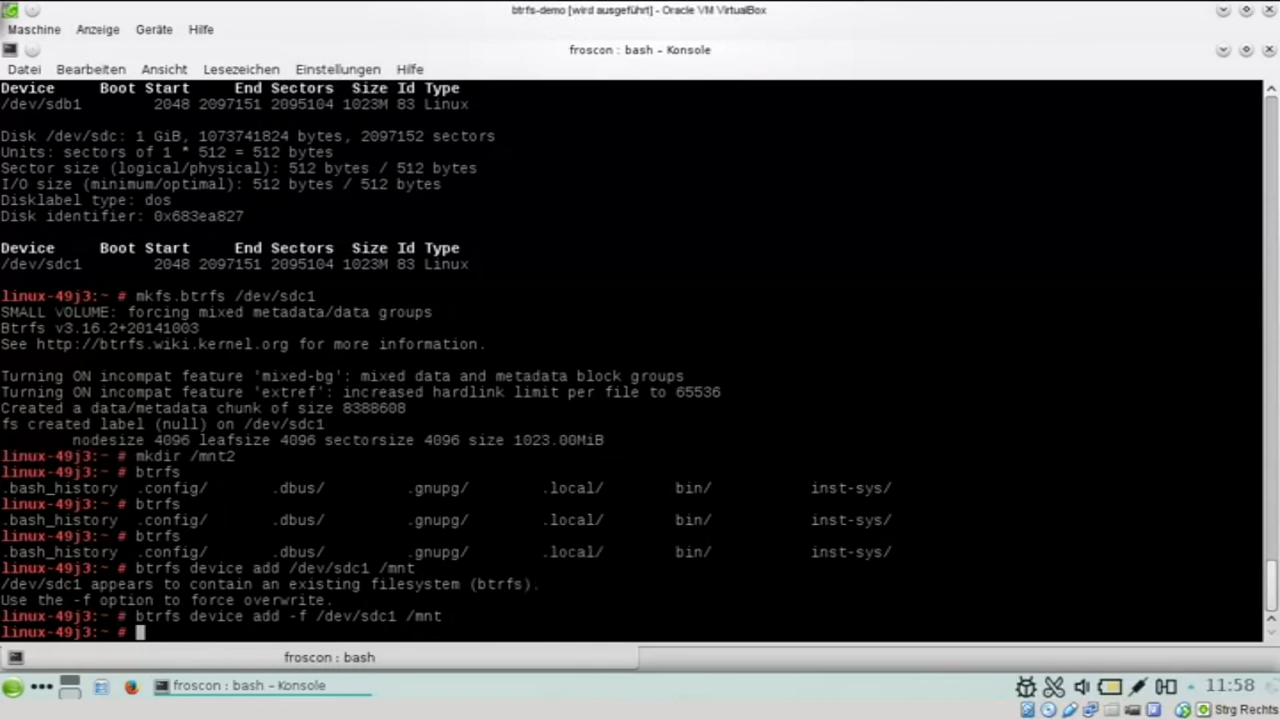 btrfs-demo [wird ausgeführt] - Oracle VM VirtualBox
Maschine Anzeige Geräte Hilfe
froscon : bash - Konsole
Datei Bearbeiten Ansicht Lesezeichen Einstellungen Hilfe
Device Boot Start End Sectors Size Id Type
/dev/sdb1 2048 2097151 2095104 1023M 83 Linux
Disk /dev/sdc: 1 GiB, 1073741824 bytes, 2097152 sectors
Units: sectors of 1 * 512 = 512 bytes
Sector size (logical/physical): 512 bytes / 512 bytes
I/O size (minimum/optimal): 512 bytes / 512 bytes
Disklabel type: dos
Disk identifier: 0x683ea827
Device Boot Start End Sectors Size Id Type
/dev/sdc1 2048 2097151 2095104 1023M 83 Linux
linux-49j3:~ # mkfs.btrfs /dev/sdc1
SMALL VOLUME: forcing mixed metadata/data groups
Btrfs v3.16.2+20141003
See http://btrfs.wiki.kernel.org for more information.
Turning ON incompat feature 'mixed-bg': mixed data and metadata block groups
Turning ON incompat feature 'extref': increased hardlink limit per file to 65536
Created a data/metadata chunk of size 8388608
fs created label (null) on /dev/sdc1
nodesize 4096 leafsize 4096 sectorsize 4096 size 1023.00MiB
linux-49j3:~ # mkdir /mnt2
linux-49j3:~ # btrfs
.bash_history .config/ .dbus/ .gnupg/ .local/ bin/ inst-sys/
linux-49j3:~ # btrfs
.bash_history .config/ .dbus/ .gnupg/ .local/ bin/ inst-sys/
linux-49j3:~ # btrfs
.bash_history .config/ .dbus/ .gnupg/ .local/ bin/ inst-sys/
linux-49j3:~ # btrfs device add /dev/sdc1 /mnt
/dev/sdc1 appears to contain an existing filesystem (btrfs).
Use the -f option to force overwrite.
linux-49j3:~ # btrfs device add -f /dev/sdc1 /mnt
linux-49j3:~ #
froscon : bash
froscon : bash - Konsole
11:58
Strg Rechts